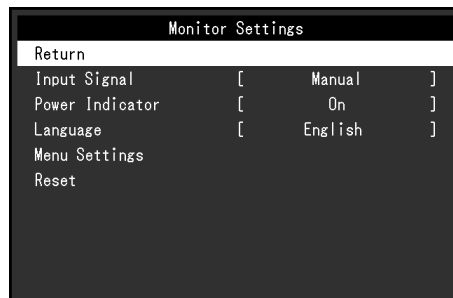 Monitor Settings
Return
Input Signal [ Manual ]
Power Indicator [ On ]
Language [ English ]
Menu Settings
Reset